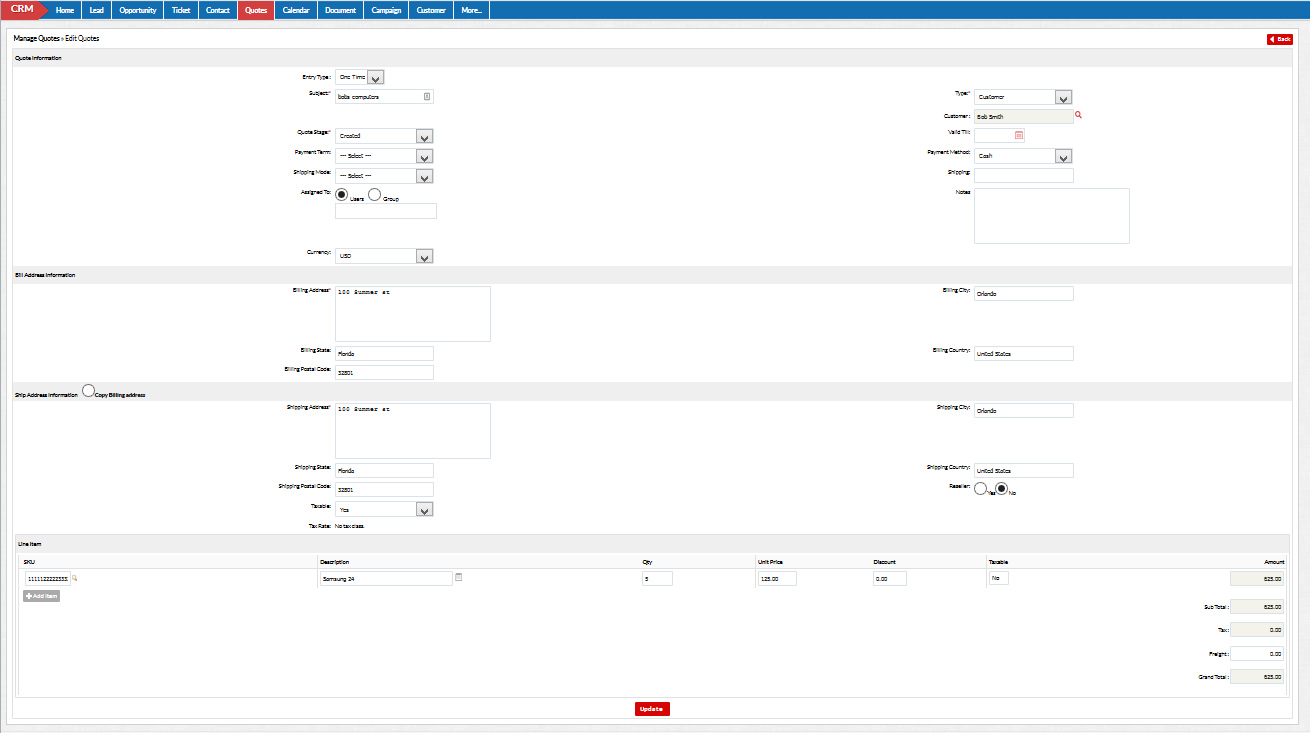 CRM Home Lead Opportunity Ticket Contact Quotes Calendar Document Campaign Customer More...
Manage Quotes » Edit Quotes Back
Quote Information
Entry Type: One Time
Subject:* bobs computers Type:* Customer
Customer: Bob Smith
Quote Stage:* Created Valid Till:
Payment Term: --- Select --- Payment Method: Cash
Shipping Mode: --- Select --- Shipping:
Assigned To: Users Group Notes
Currency: USD
Bill Address Information
Billing Address* 100 Summer st Billing City: Orlando
Billing State: Florida Billing Country: United States
Billing Postal Code: 32801
Ship Address Information Copy Billing address
Shipping Address* 100 Summer st Shipping City: Orlando
Shipping State: Florida Shipping Country: United States
Shipping Postal Code: 32801 Reseller: Yes No
Taxable: Yes
Tax Rate: No tax class.
Line Item
SKU Description Qty Unit Price Discount Taxable Amount
1111122222333 Samsung 24 5 125.00 0.00 No 625.00
Add Item
Sub Total: 625.00
Tax: 0.00
Freight: 0.00
Grand Total: 625.00
Update